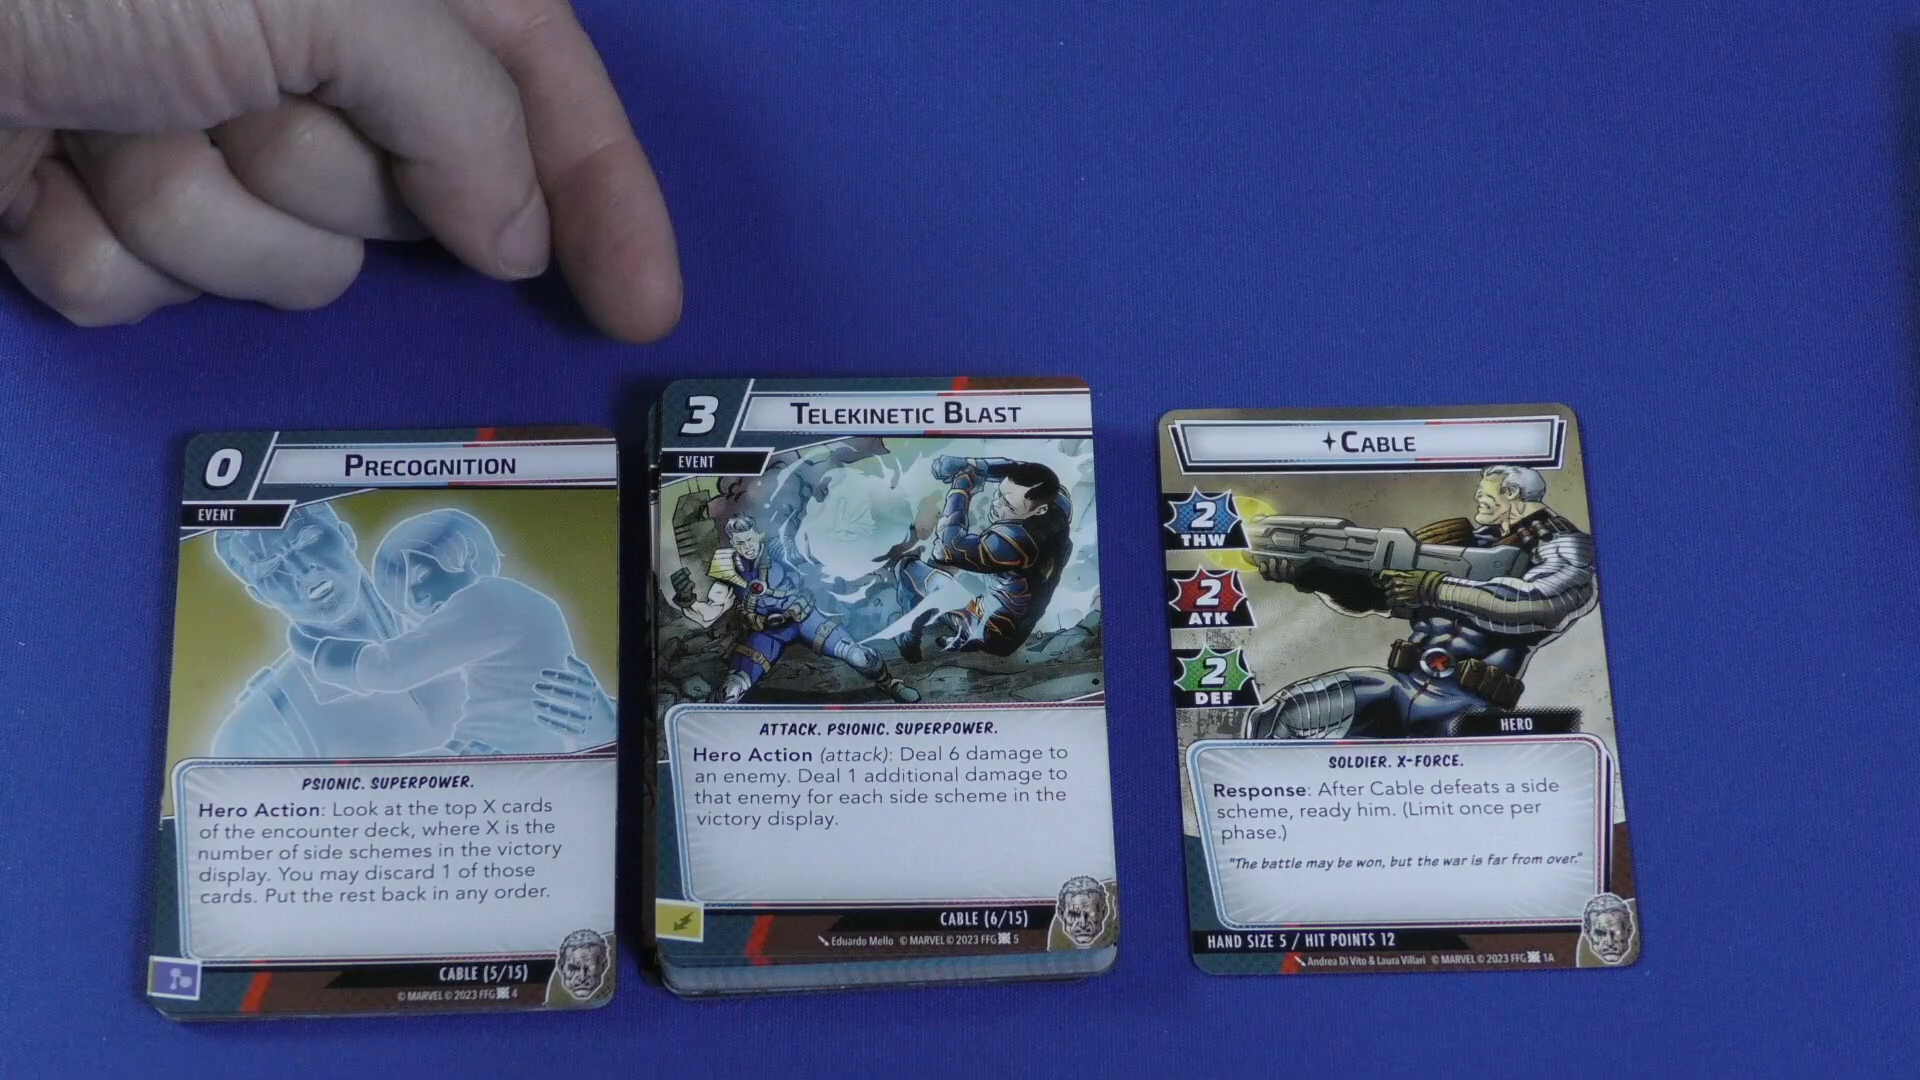 0
PRECOGNITION
EVENT
PSIONIC. SUPERPOWER.
Hero Action: Look at the top X cards
of the encounter deck, where X is the
number of side schemes in the victory
display. You may discard 1 of those
cards. Put the rest back in any order.
CABLE (5/15)
© MARVEL © 2023 FFG 4
3
TELEKINETIC BLAST
EVENT
ATTACK. PSIONIC. SUPERPOWER.
Hero Action (attack): Deal 6 damage to
an enemy. Deal 1 additional damage to
that enemy for each side scheme in the
victory display.
CABLE (6/15)
Eduardo Mello © MARVEL © 2023 FFG 5
CABLE
2
THW
2
ATK
2
DEF
HERO
SOLDIER. X-FORCE.
Response: After Cable defeats a side
scheme, ready him. (Limit once per
phase.)
"The battle may be won, but the war is far from over."
HAND SIZE 5 / HIT POINTS 12
Andrea Di Vito & Laura Villari © MARVEL © 2023 FFG 1A